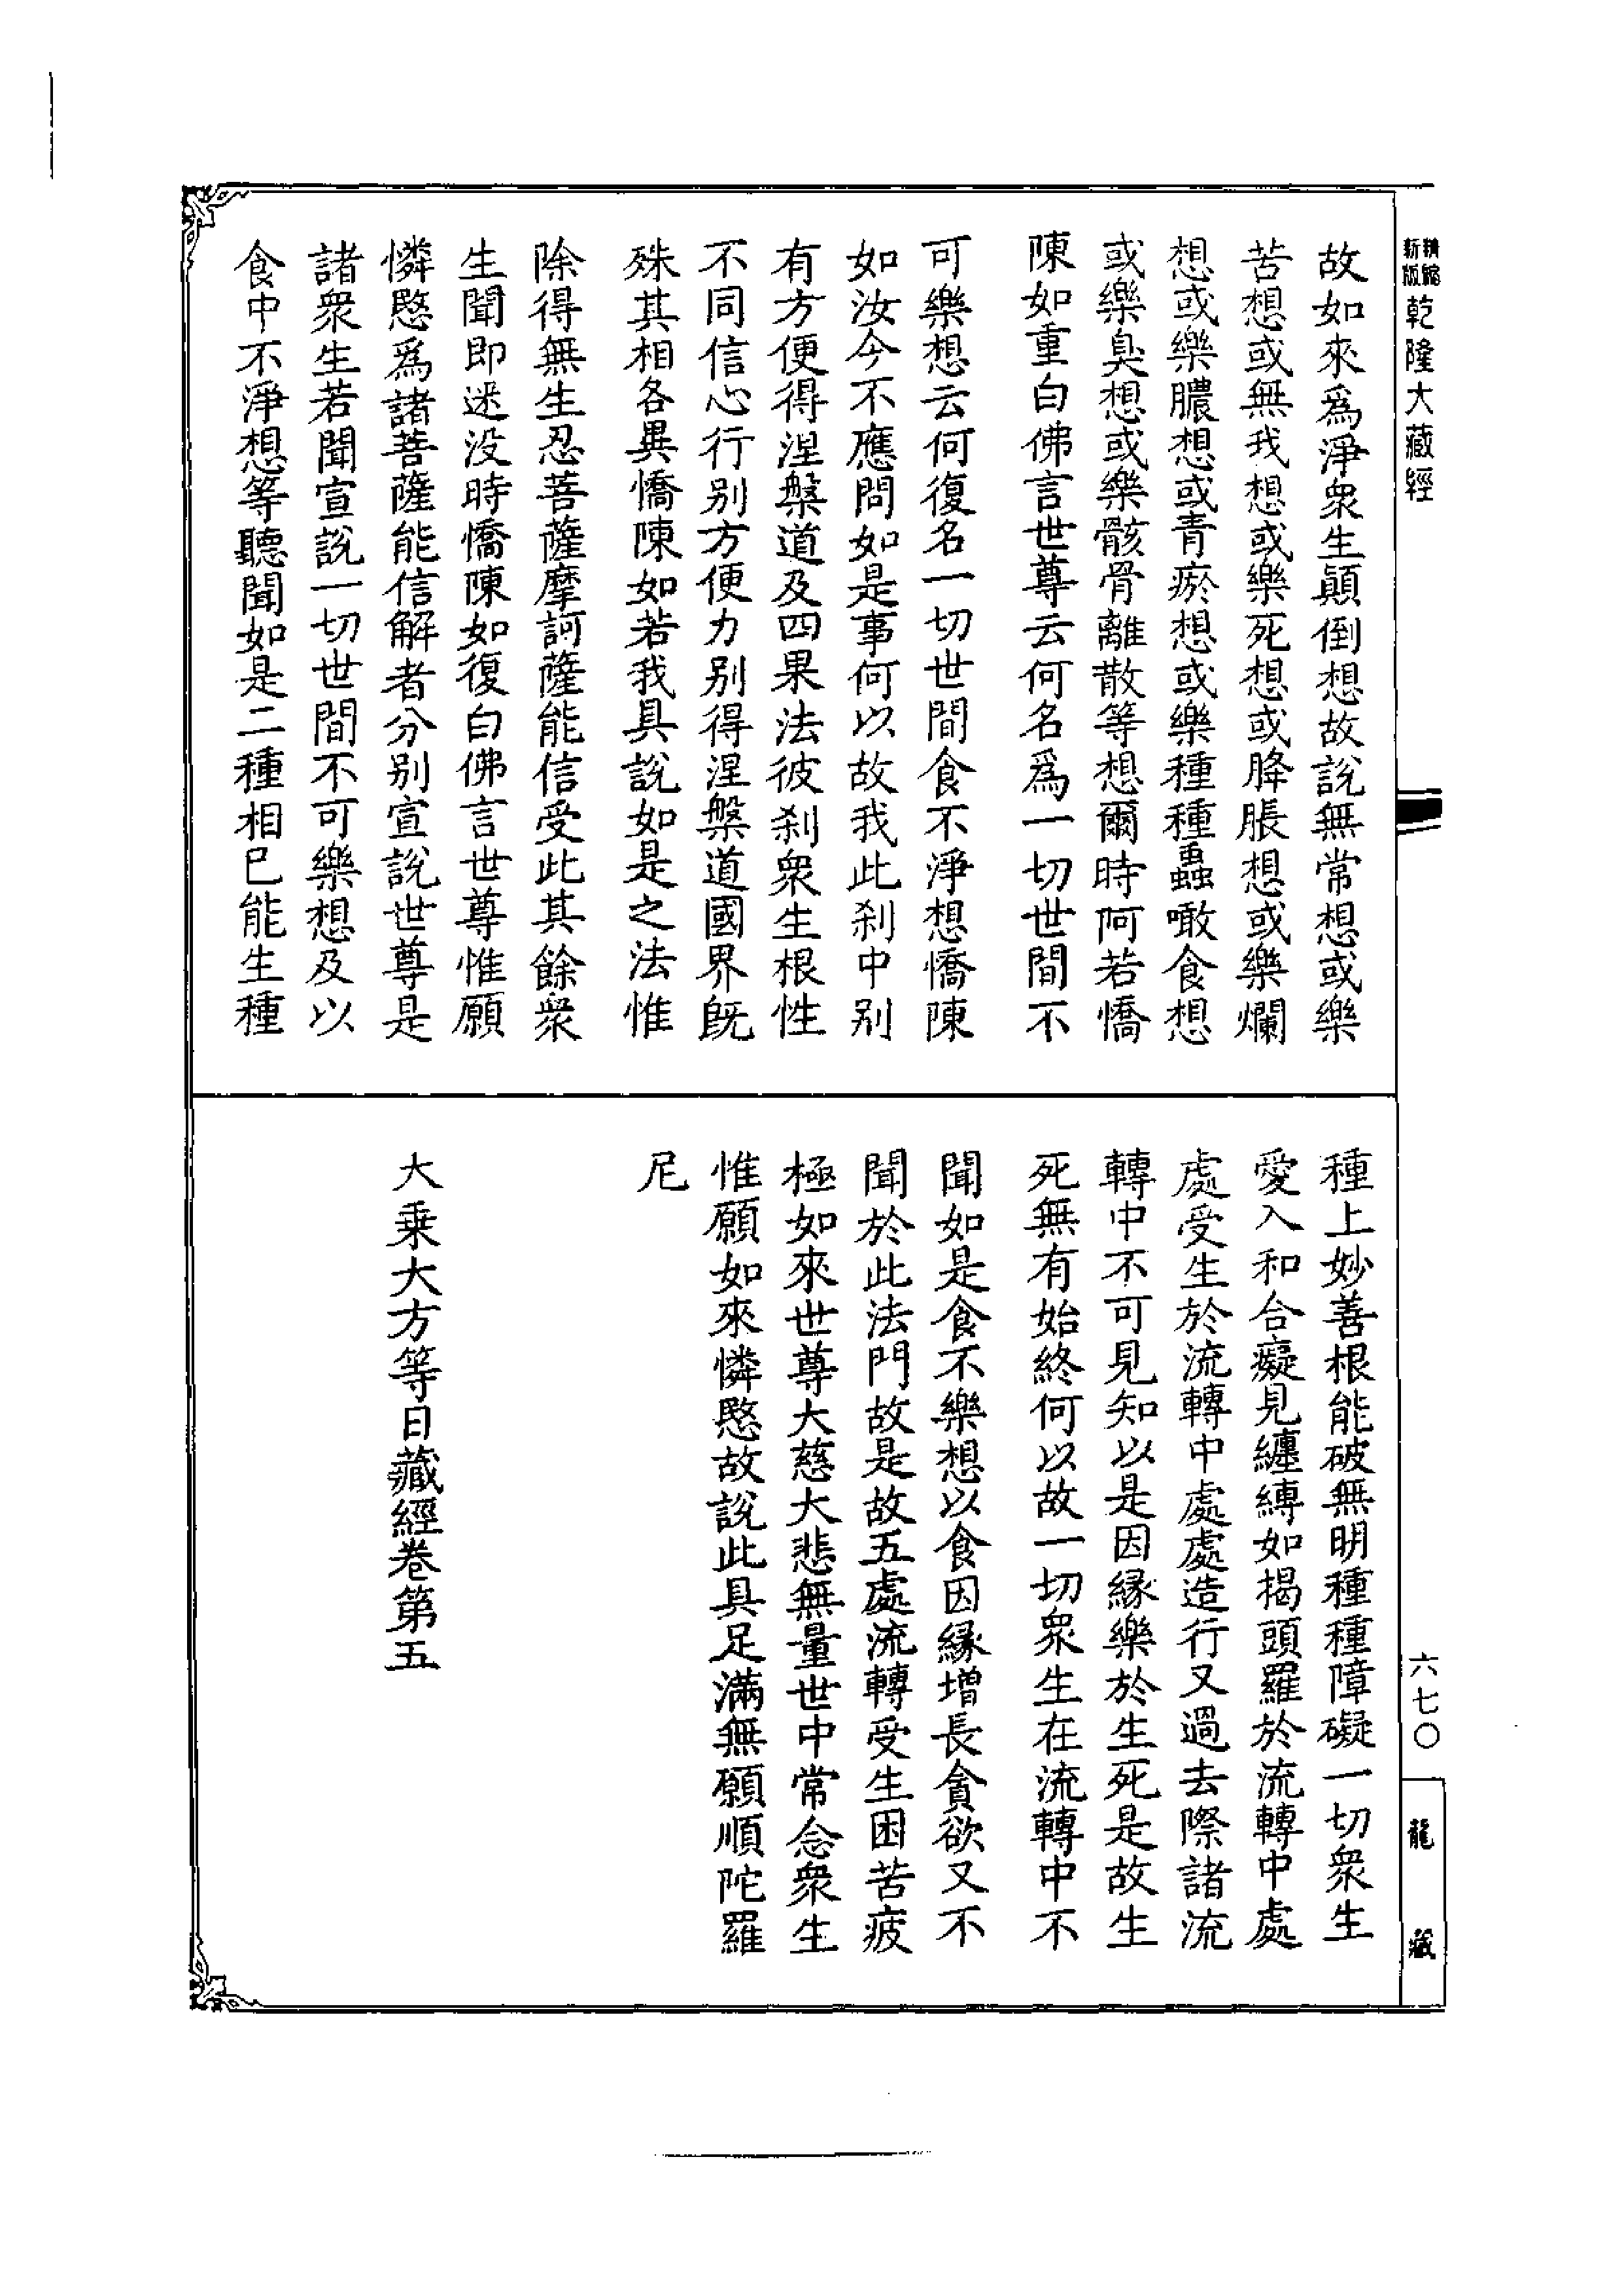 精縮新版乾隆大藏經
故如來爲淨衆生顛倒想故說無常想或樂
苦想或無我想或樂死想或胮脹想或樂爛
想或樂膿想或青瘀想或樂種種蟲噉食想
或樂臭想或樂骸骨離散等想爾時阿若憍
陳如重白佛言世尊云何名爲一切世間不
可樂想云何復名一切世間食不淨想憍陳
如汝今不應問如是事何以故我此刹中别
有方便得涅槃道及四果法彼刹衆生根性
不同信心行别方便力别得涅槃道國界旣
殊其相各異憍陳如若我具說如是之法惟
除得無生忍菩薩摩訶薩能信受此其餘衆
生聞即迷没時憍陳如復白佛言世尊惟願
憐愍爲諸菩薩能信解者分别宣說世尊是
諸衆生若聞宣說一切世間不可樂想及以
食中不淨想等聽聞如是二種相已能生種
種上妙善根能破無明種種障礙一切衆生
愛入和合癡見纏縛如揭頭羅於流轉中處
處受生於流轉中處處造行又過去際諸流
轉中不可見知以是因緣樂於生死是故生
死無有始終何以故一切衆生在流轉中不
聞如是食不樂想以食因緣增長貪欲又不
聞於此法門故是故五處流轉受生困苦疲
極如來世尊大慈大悲無量世中常念衆生
惟願如來憐愍故說此具足滿無願順陀羅
尼
大乘大方等日藏經卷第五
六七〇
龍藏